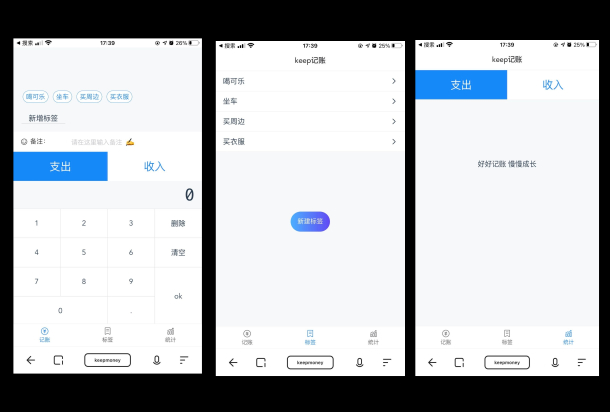 搜索
17:39
26%
喝可乐
坐车
买周边
买衣服
新增标签
备注：
请在这里输入备注
支出
收入
0
1
2
3
删除
4
5
6
清空
7
8
9
ok
0
.
记账
标签
统计
keepmoney
搜索
17:39
25%
keep记账
喝可乐
坐车
买周边
买衣服
新建标签
记账
标签
统计
keepmoney
搜索
17:39
25%
keep记账
支出
收入
好好记账 慢慢成长
记账
标签
统计
keepmoney